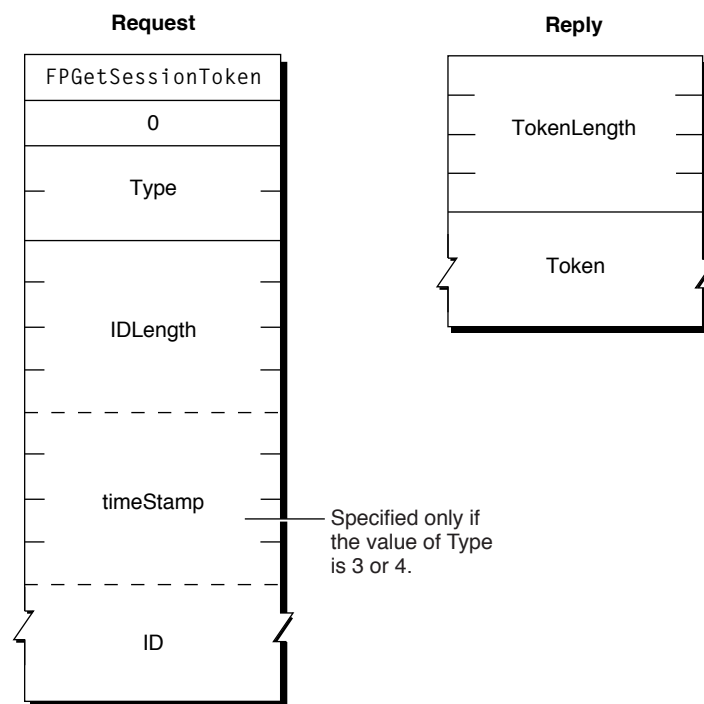 Request
FPGetSessionToken
0
Type
IDLength
timeStamp
Specified only if
the value of Type
is 3 or 4.
ID
Reply
TokenLength
Token